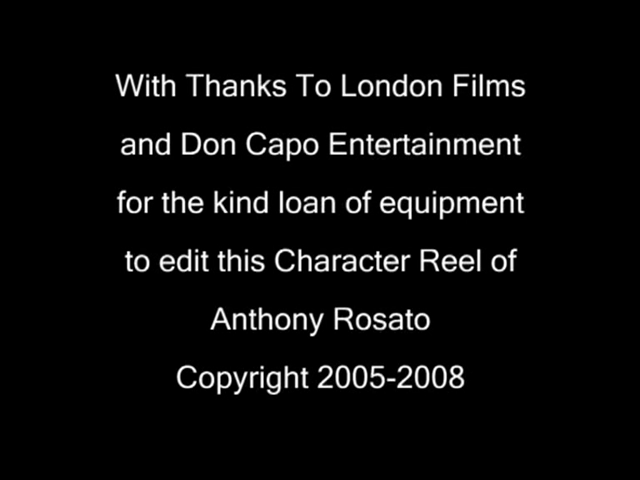 With Thanks To London Films
and Don Capo Entertainment
for the kind loan of equipment
to edit this Character Reel of
Anthony Rosato
Copyright 2005-2008